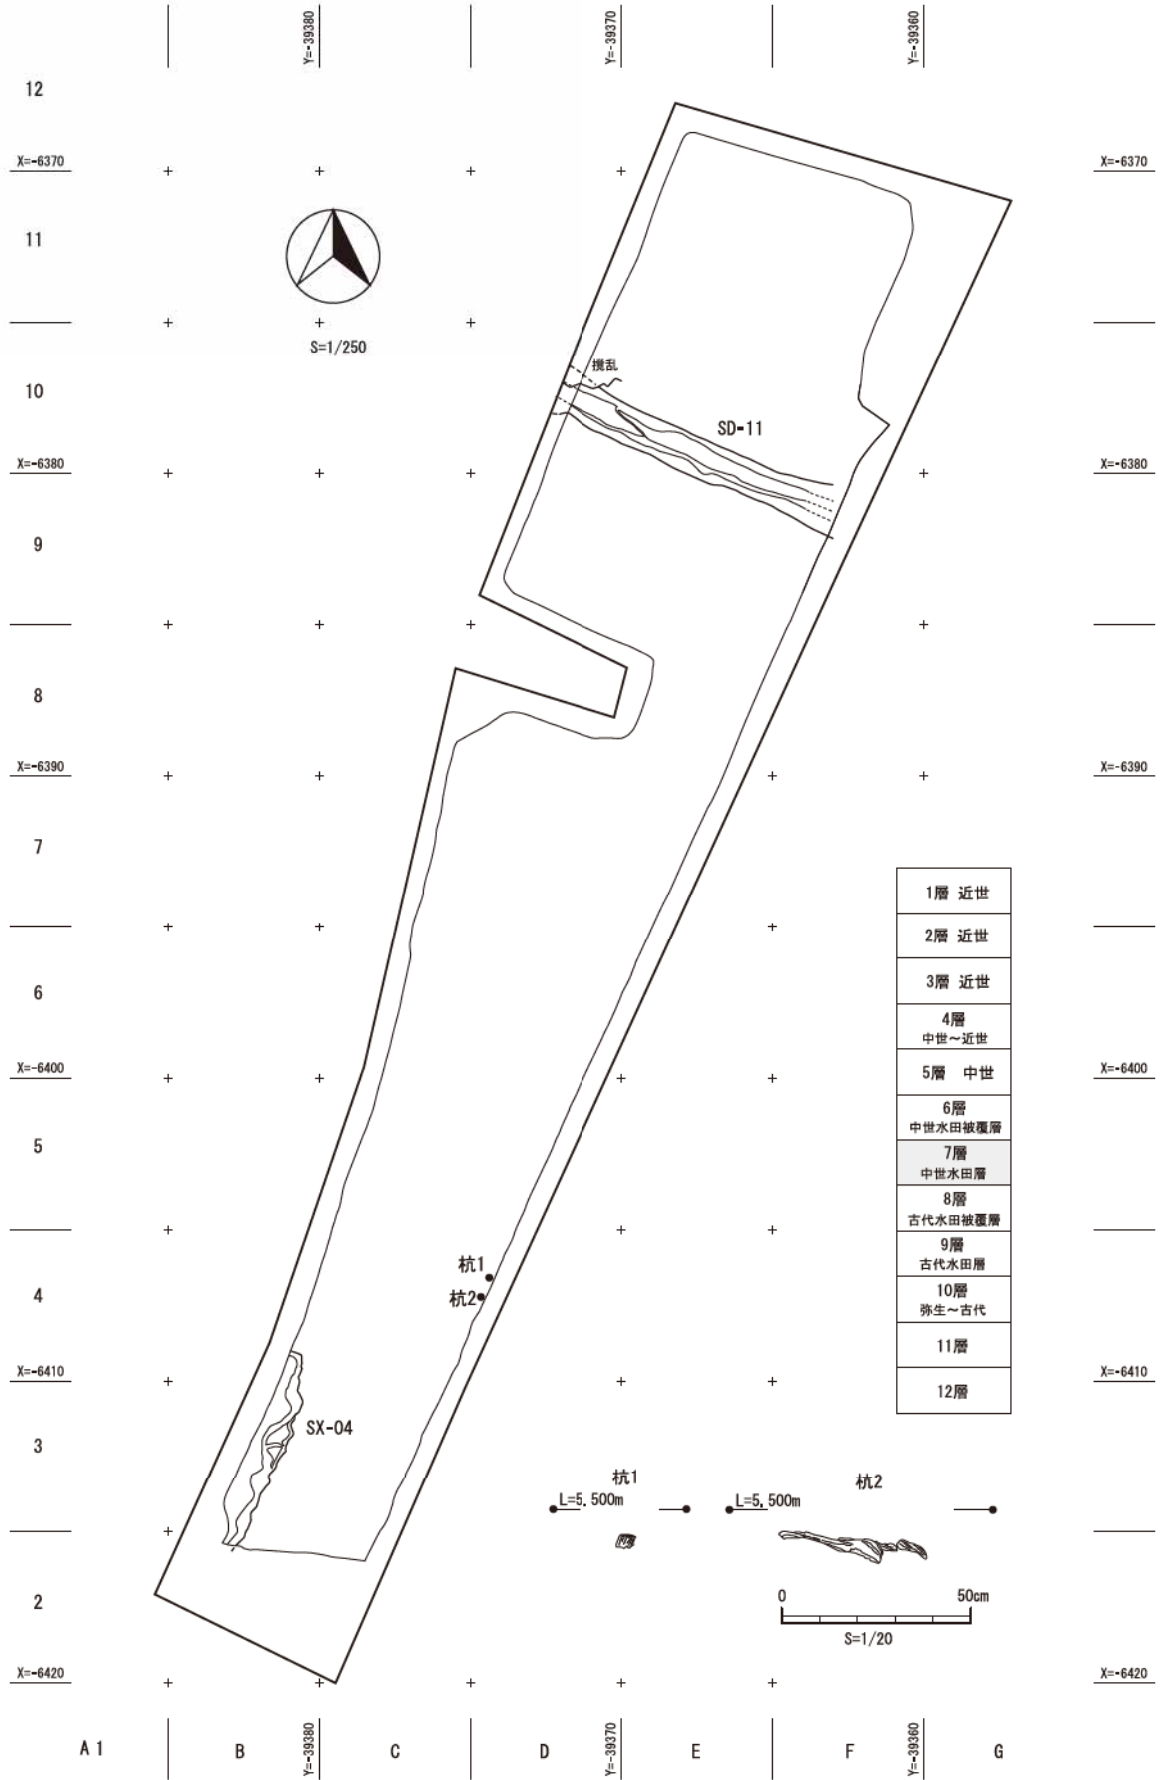 Y=-39380
Y=-39370
Y=-39360
12
X=-6370
X=-6370
11
S=1/250
10
撹乱
SD-11
X=-6380
X=-6380
9
8
X=-6390
X=-6390
7
1層 近世
2層 近世
3層 近世
4層
中世～近世
5層 中世
6層
中世水田被覆層
7層
中世水田層
8層
古代水田被覆層
9層
古代水田層
10層
弥生～古代
11層
12層
6
X=-6400
X=-6400
5
杭1
杭2
4
X=-6410
X=-6410
SX-04
3
杭1
L=5.500m
杭2
L=5.500m
0
50cm
S=1/20
2
X=-6420
X=-6420
A 1
B
Y=-39380
C
D
Y=-39370
E
F
Y=-39360
G